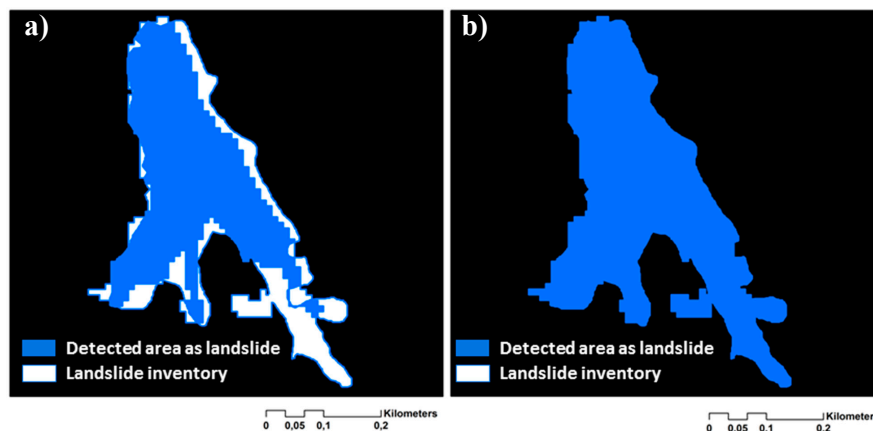 a)
Detected area as landslide
Landslide inventory
Kilometers
0 0,05 0,1 0,2
b)
Detected area as landslide
Landslide inventory
Kilometers
0 0.05 0.1 0.2